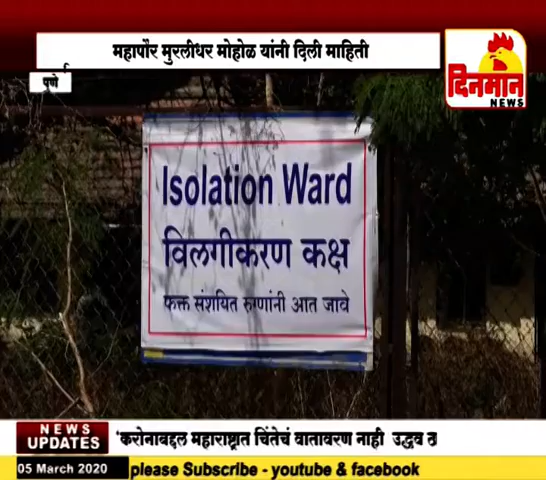 महापौर मुरलीधर मोहोळ यांनी दिली माहिती
दिनमान
NEWS
पुणे
Isolation Ward
विलगीकरण कक्ष
फक्त संशयित रुग्णांनी आत जावे
NEWS
UPDATES
'करोनाबद्दल महाराष्ट्रात चिंतेचं वातावरण नाही उद्धव
05 March 2020
please Subscribe - youtube & facebook